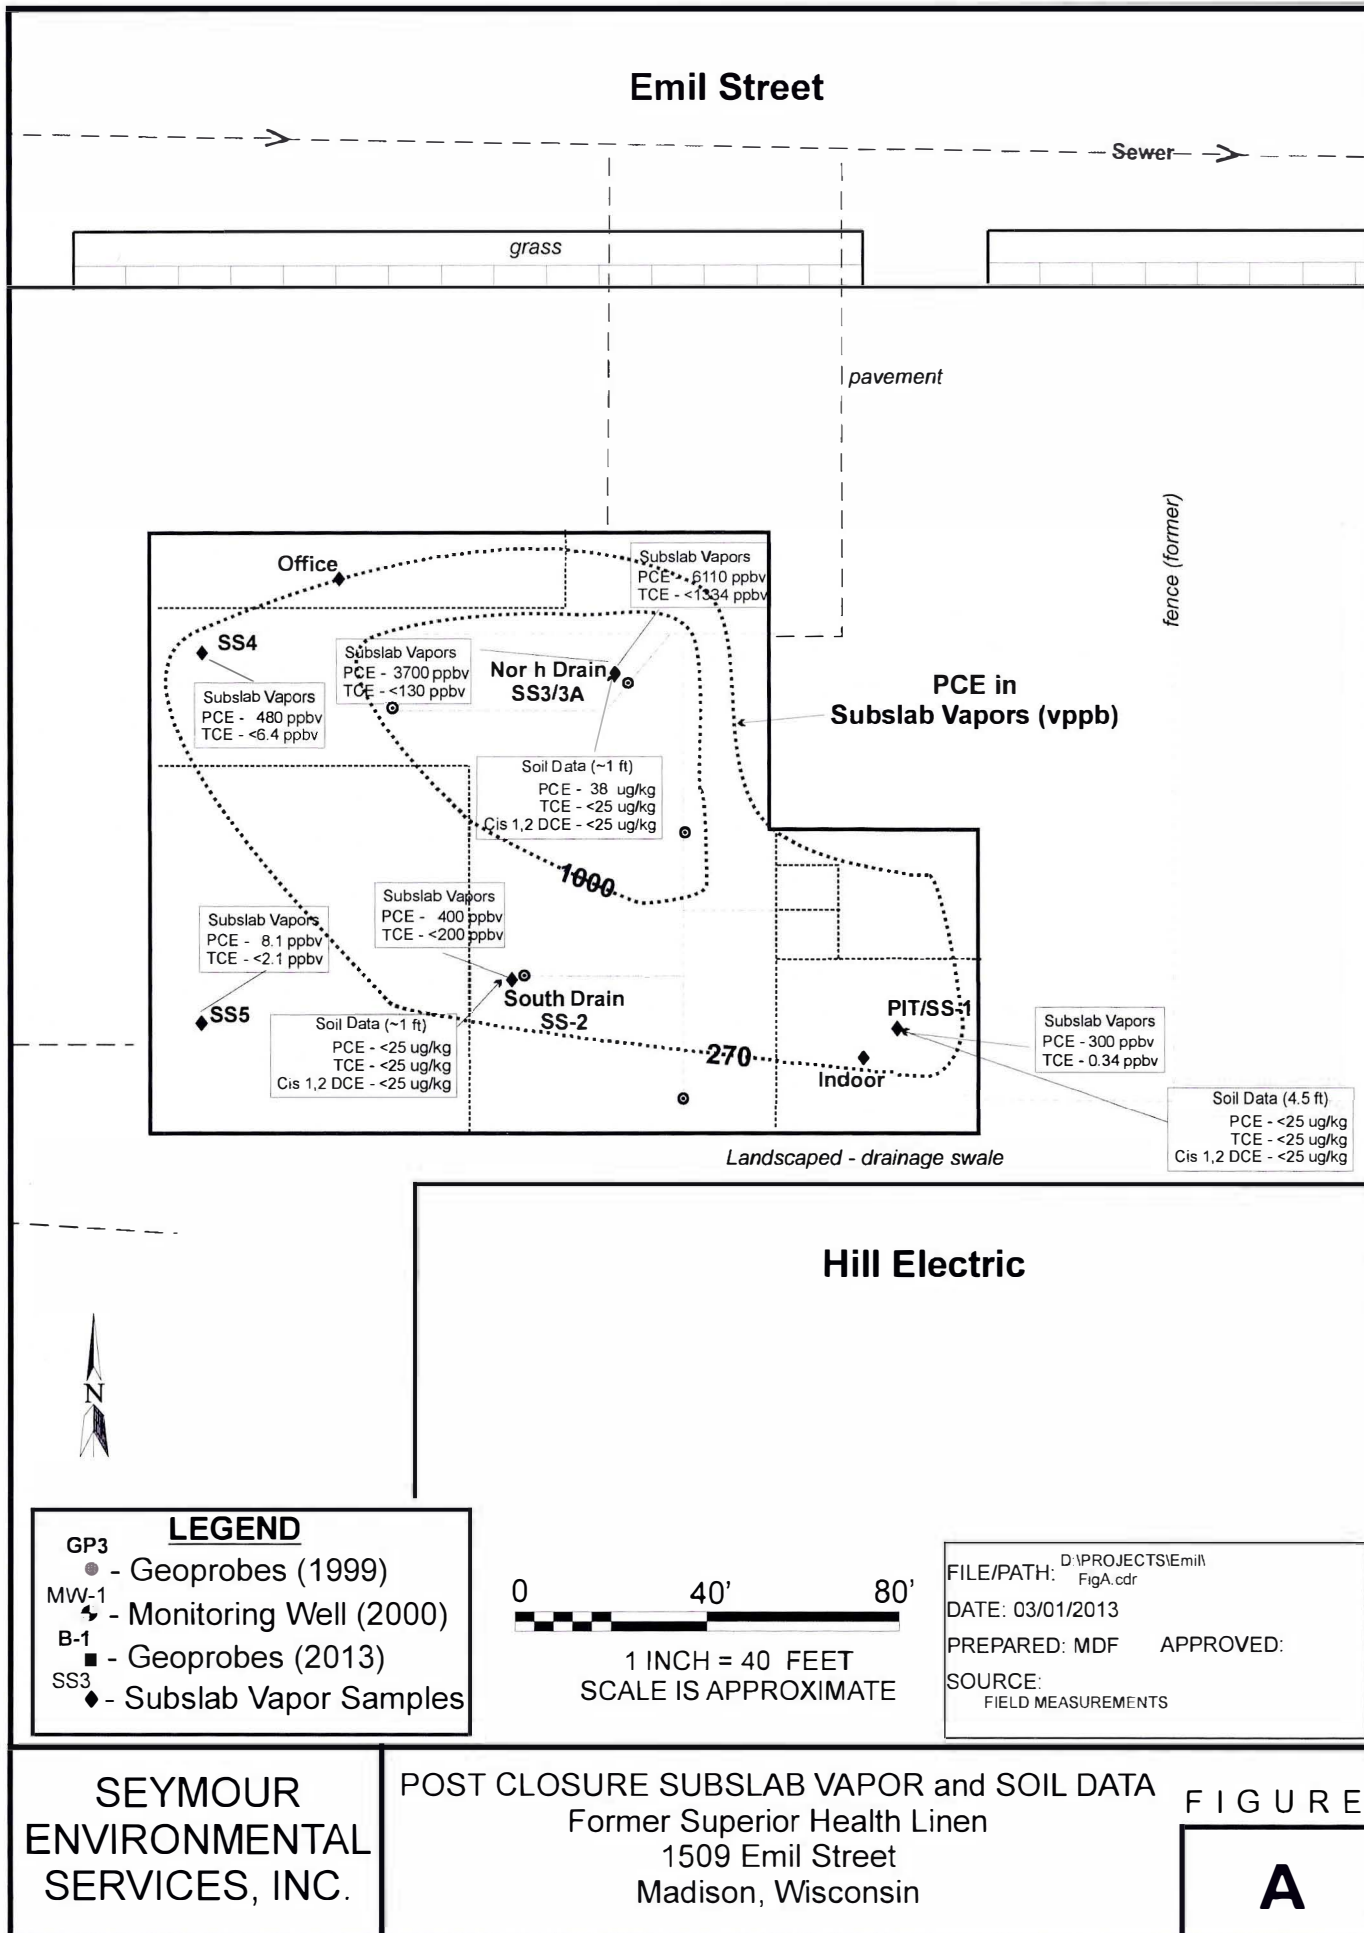 Emil Street
Sewer
grass
pavement
fence (former)
Office
Subslab Vapors
PCE - 6110 ppbv
TCE - <1334 ppbv
SS4
Subslab Vapors
PCE - 480 ppbv
TCE - <6.4 ppbv
Subslab Vapors
PCE - 3700 ppbv
TCE - <130 ppbv
Nor h Drain
SS3/3A
PCE in
Subslab Vapors (vppb)
Soil Data (~1 ft)
PCE - 38 ug/kg
TCE - <25 ug/kg
Cis 1,2 DCE - <25 ug/kg
1000
Subslab Vapors
PCE - 400 ppbv
TCE - <200 ppbv
Subslab Vapors
PCE - 8.1 ppbv
TCE - <2.1 ppbv
SS5
South Drain
SS-2
Soil Data (~1 ft)
PCE - <25 ug/kg
TCE - <25 ug/kg
Cis 1,2 DCE - <25 ug/kg
270
PIT/SS-1
Indoor
Subslab Vapors
PCE - 300 ppbv
TCE - 0.34 ppbv
Soil Data (4.5 ft)
PCE - <25 ug/kg
TCE - <25 ug/kg
Cis 1,2 DCE - <25 ug/kg
Landscaped - drainage swale
Hill Electric
N
LEGEND
GP3
- Geoprobes (1999)
MW-1
- Monitoring Well (2000)
B-1
- Geoprobes (2013)
SS3
- Subslab Vapor Samples
0 40' 80'
1 INCH = 40 FEET
SCALE IS APPROXIMATE
FILE/PATH: D:\PROJECTS\Emil\
FigA.cdr
DATE: 03/01/2013
PREPARED: MDF APPROVED:
SOURCE:
FIELD MEASUREMENTS
SEYMOUR
ENVIRONMENTAL
SERVICES, INC.
POST CLOSURE SUBSLAB VAPOR and SOIL DATA
Former Superior Health Linen
1509 Emil Street
Madison, Wisconsin
FIGURE
A